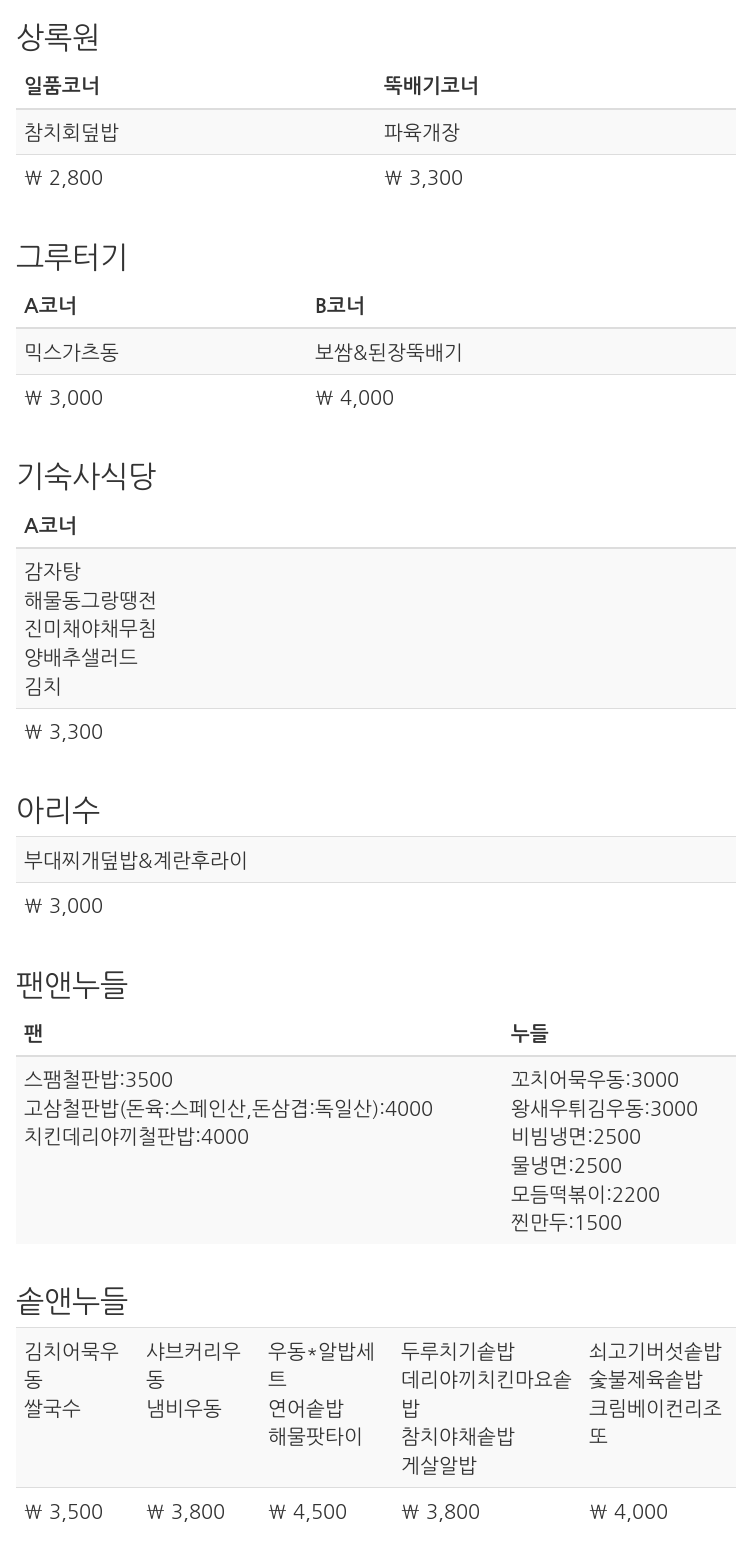 상록원
일품코너 뚝배기코너
참치회덮밥 파육개장
₩ 2,800 ₩ 3,300
그루터기
A코너 B코너
믹스가츠동 보쌈&된장뚝배기
₩ 3,000 ₩ 4,000
기숙사식당
A코너
감자탕
해물동그랑땡전
진미채야채무침
양배추샐러드
김치
₩ 3,300
아리수
부대찌개덮밥&계란후라이
₩ 3,000
팬앤누들
팬 누들
스팸철판밥:3500 꼬치어묵우동:3000
고삼철판밥(돈육:스페인산,돈삼겹:독일산):4000 왕새우튀김우동:3000
치킨데리야끼철판밥:4000 비빔냉면:2500
물냉면:2500
모듬떡볶이:2200
찐만두:1500
솥앤누들
김치어묵우 샤브커리우 우동*알밥세 두루치기솥밥 쇠고기버섯솥밥
동 동 트 데리야끼치킨마요솥 숯불제육솥밥
쌀국수 냄비우동 연어솥밥 밥 크림베이컨리조
해물팟타이 참치야채솥밥 또
게살알밥
₩ 3,500 ₩ 3,800 ₩ 4,500 ₩ 3,800 ₩ 4,000